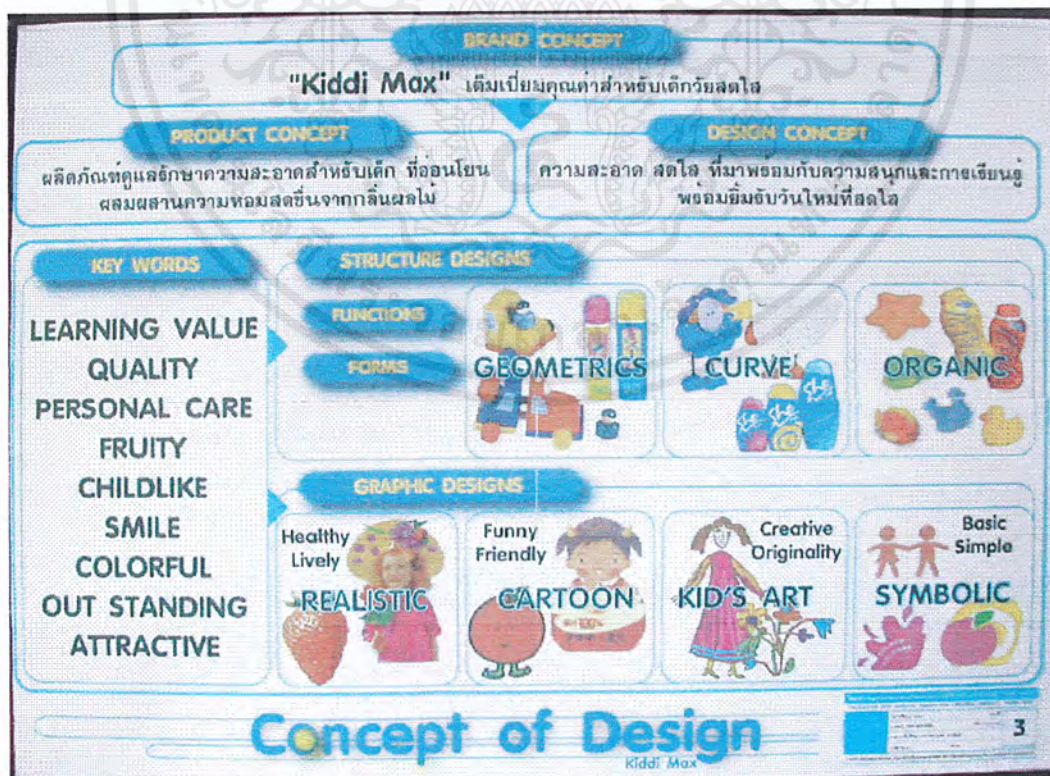 BRAND CONCEPT
"Kiddi Max" เต็มเปี่ยมคุณค่าสำหรับเด็กวัยสดใส
PRODUCT CONCEPT
ผลิตภัณฑ์ดูแลรักษาความสะอาดสำหรับเด็ก ที่อ่อนโยน
ผสมผสานความหอมสดชื่นจากกลิ่นผลไม้
DESIGN CONCEPT
ความสะอาด สดใส ที่มาพร้อมกับความสนุกและการเรียนรู้
พร้อมยิ้มรับวันใหม่ที่สดใส
KEY WORDS
LEARNING VALUE
QUALITY
PERSONAL CARE
FRUITY
CHILDLIKE
SMILE
COLORFUL
OUT STANDING
ATTRACTIVE
STRUCTURE DESIGNS
FUNCTIONS
FORMS
GEOMETRICS
CURVE
ORGANIC
GRAPHIC DESIGNS
Healthy
Lively
REALISTIC
Funny
Friendly
CARTOON
Creative
Originality
KID'S ART
Basic
Simple
SYMBOLIC
Concept of Design
Kiddi Max
3